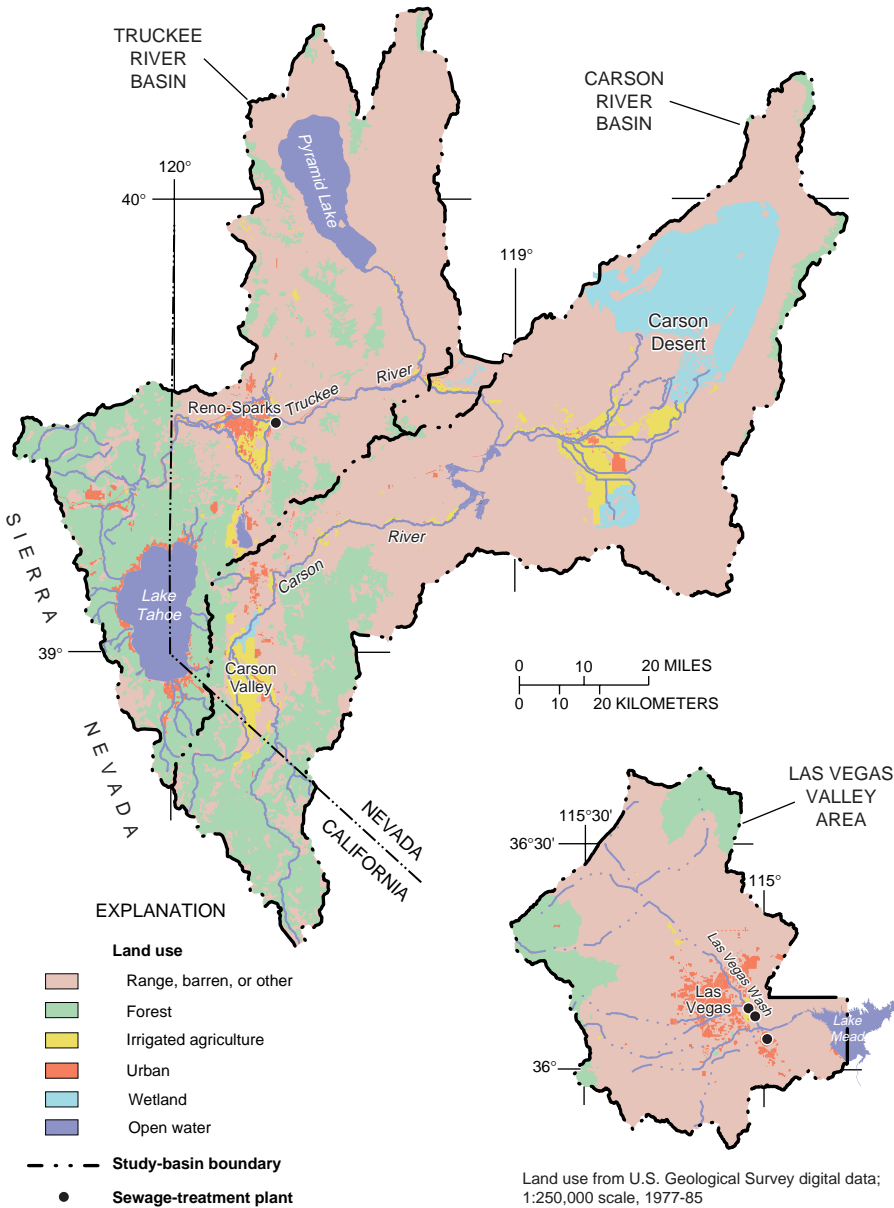 TRUCKEE
RIVER
BASIN
CARSON
RIVER
BASIN
120°
40°
Pyramid Lake
119°
Carson
Desert
Reno-Sparks
Truckee
River
SIERRA
NEVADA
Lake
Tahoe
Carson
River
39°
Carson
Valley
0 10 20 MILES
0 10 20 KILOMETERS
NEVADA
CALIFORNIA
LAS VEGAS
VALLEY
AREA
115°30'
36°30'
115°
Las Vegas Wash
Las
Vegas
Lake
Mead
36°
EXPLANATION
Land use
Range, barren, or other
Forest
Irrigated agriculture
Urban
Wetland
Open water
Study-basin boundary
Sewage-treatment plant
Land use from U.S. Geological Survey digital data;
1:250,000 scale, 1977-85